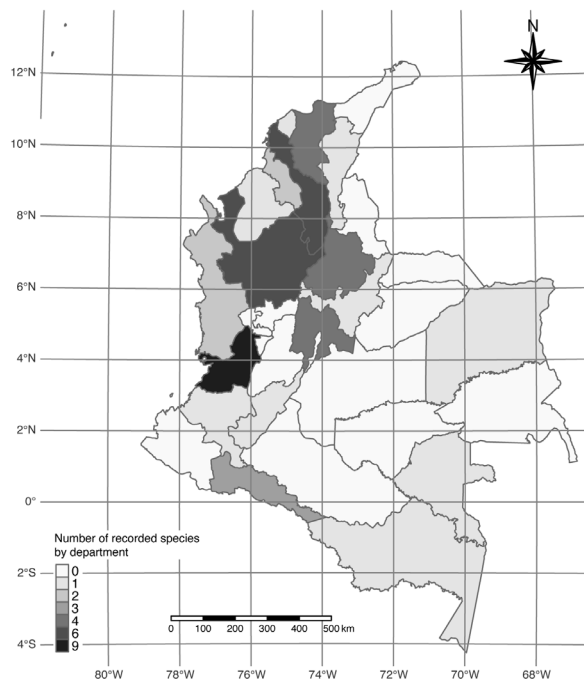 N
12°N
10°N
8°N
6°N
4°N
2°N
0°
2°S
4°S
Number of recorded species
by department
0
1
2
3
4
6
9
0 100 200 300 400 500 km
80°W 78°W 76°W 74°W 72°W 70°W 68°W